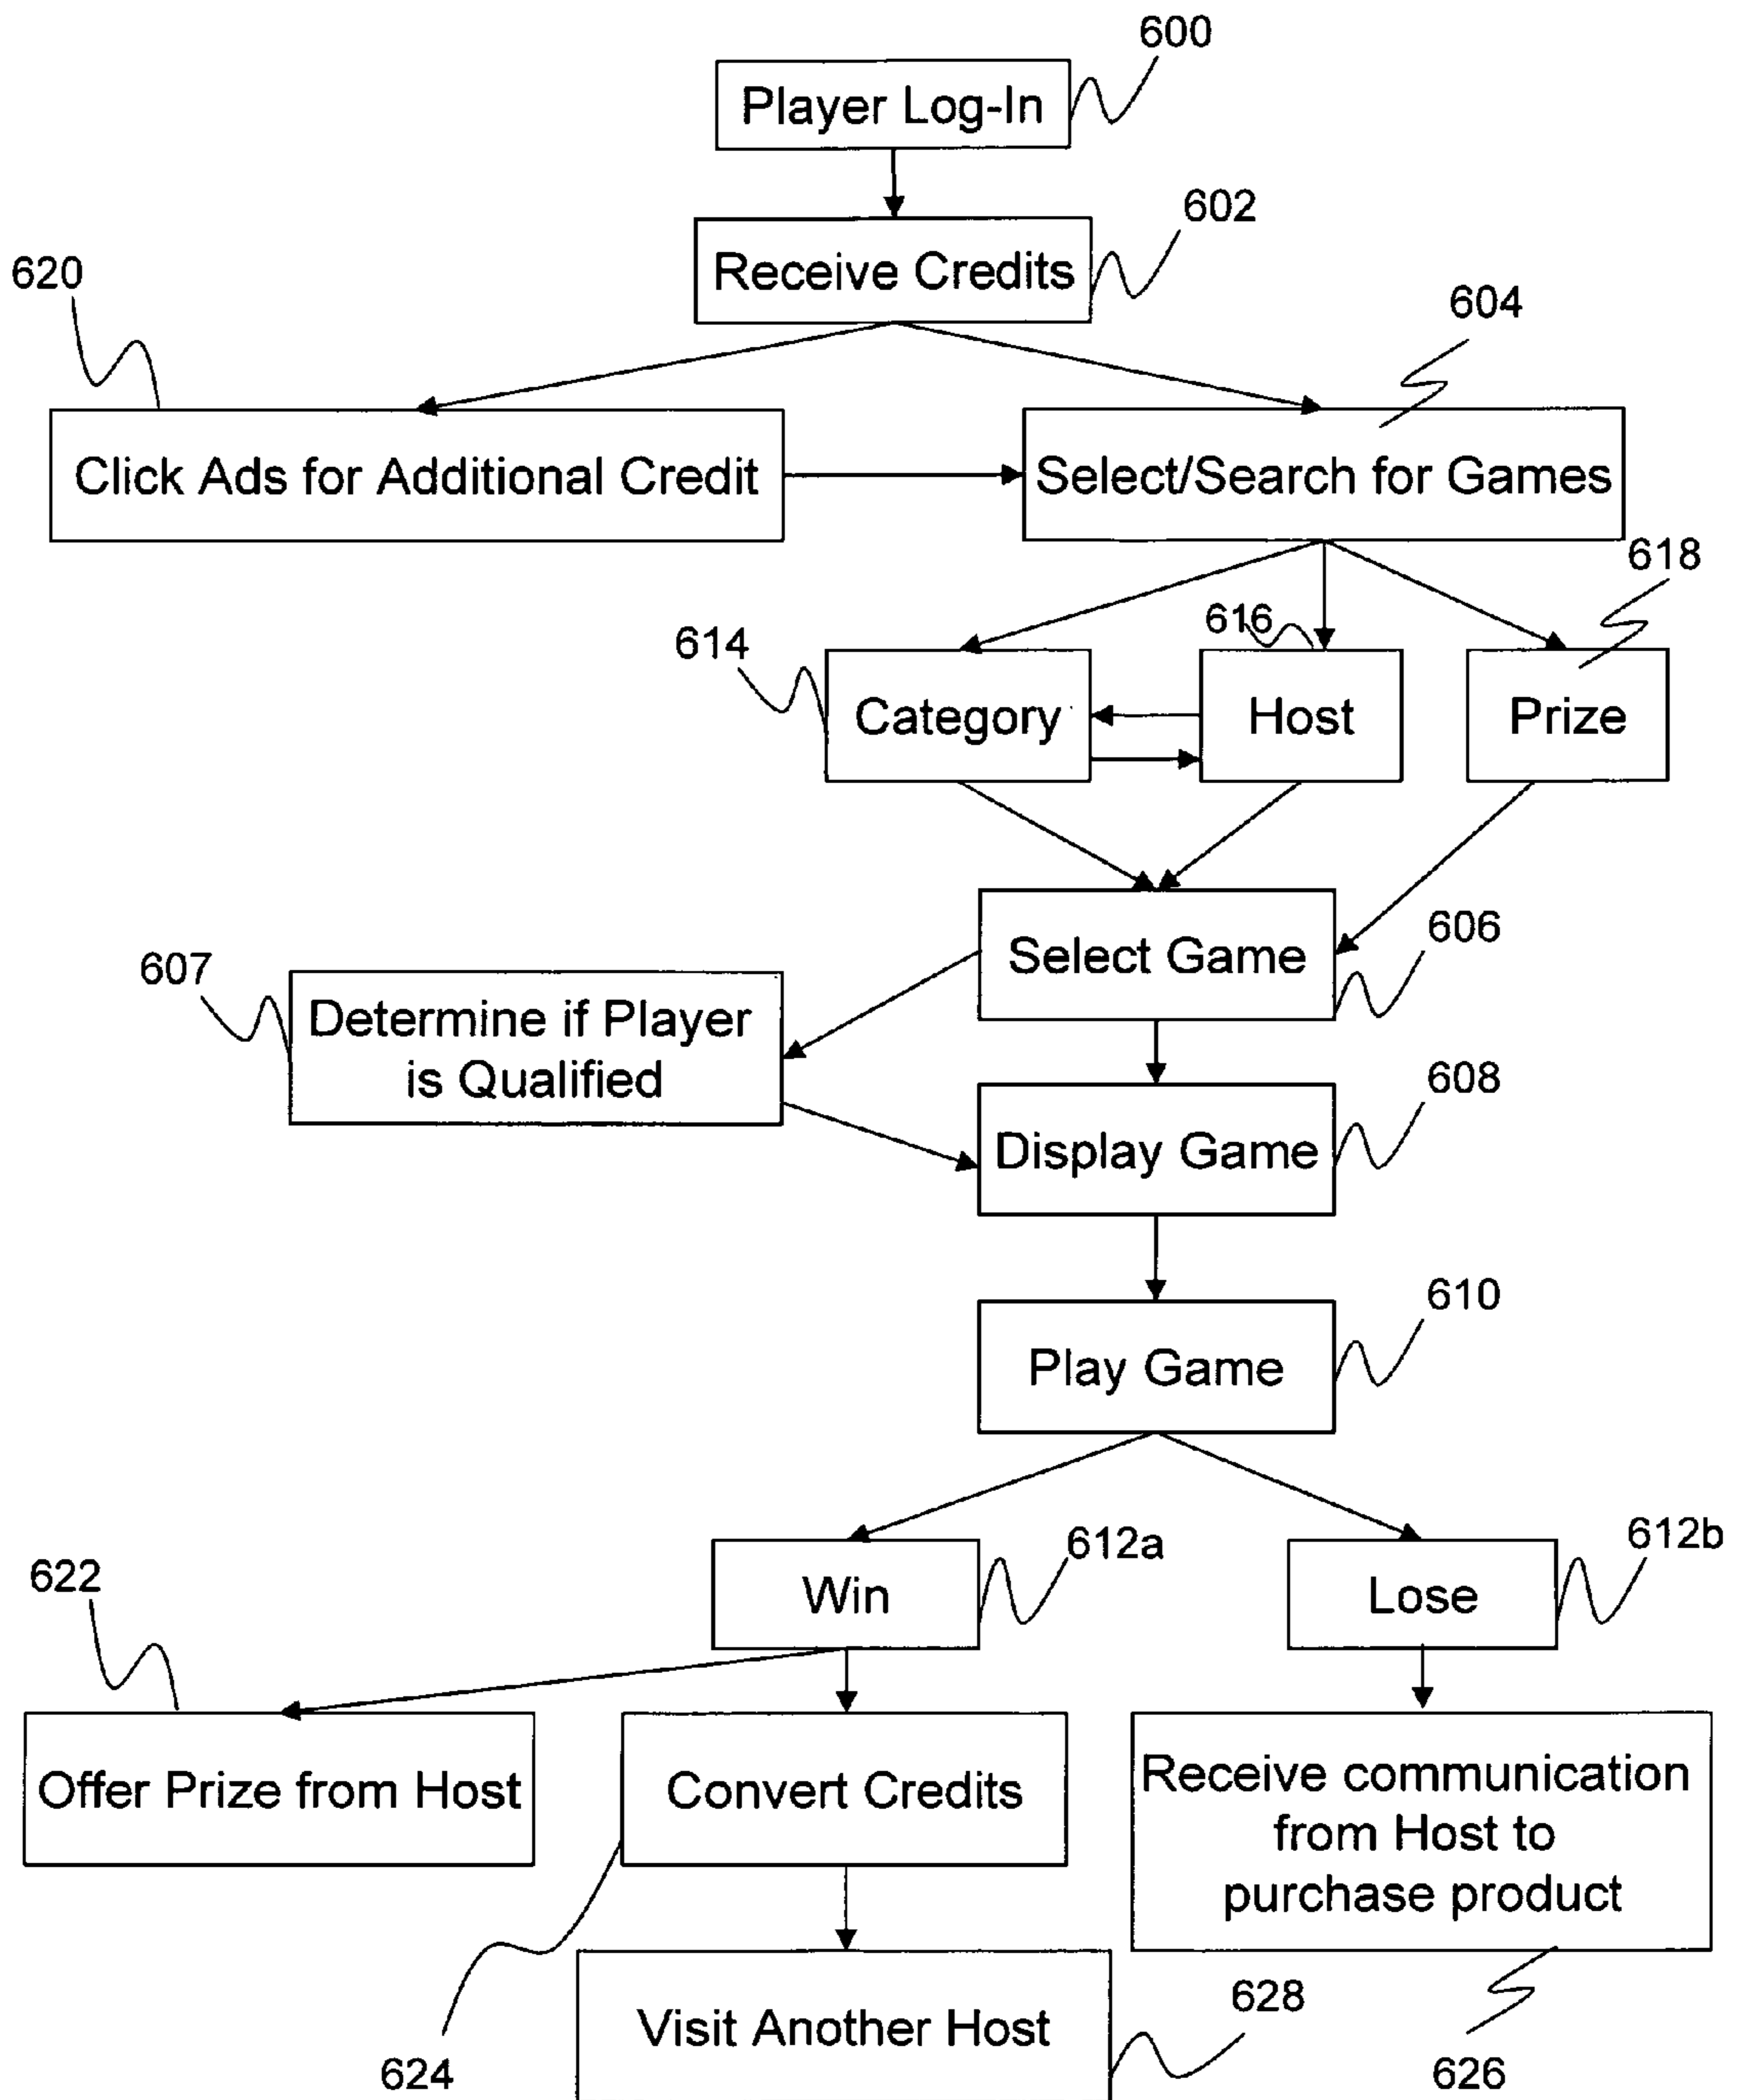 600
Player Log-In
602
Receive Credits
620
604
Click Ads for Additional Credit
Select/Search for Games
618
616
614
Category
Host
Prize
606
Select Game
607
Determine if Player
is Qualified
608
Display Game
610
Play Game
612a
612b
622
Win
Lose
Offer Prize from Host
Convert Credits
Receive communication
from Host to
purchase product
628
Visit Another Host
624
626